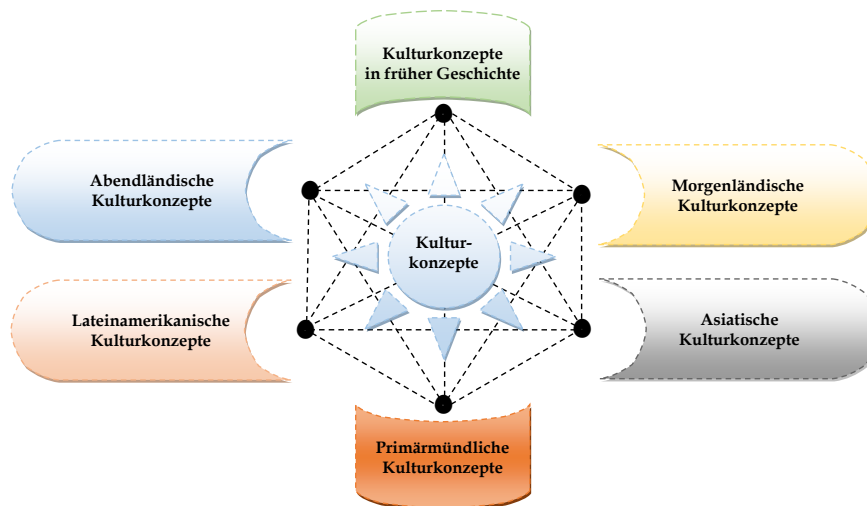 Kulturkonzepte
in früher Geschichte
Abendländische
Kulturkonzepte
Morgenländische
Kulturkonzepte
Kultur-
konzepte
Lateinamerikanische
Kulturkonzepte
Asiatische
Kulturkonzepte
Primärmündliche
Kulturkonzepte